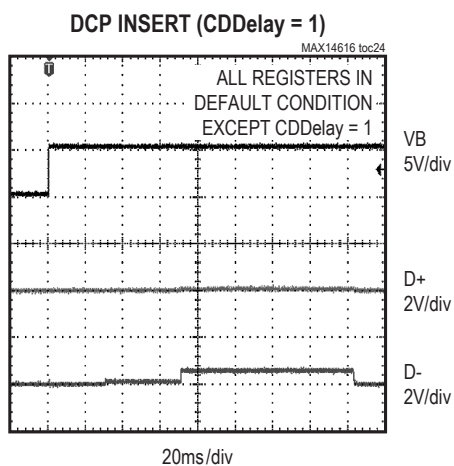 DCP INSERT (CDDelay = 1)
MAX14616 toc24
T
ALL REGISTERS IN
DEFAULT CONDITION
EXCEPT CDDelay = 1
VB
5V/div
D+
2V/div
D-
2V/div
20ms/div